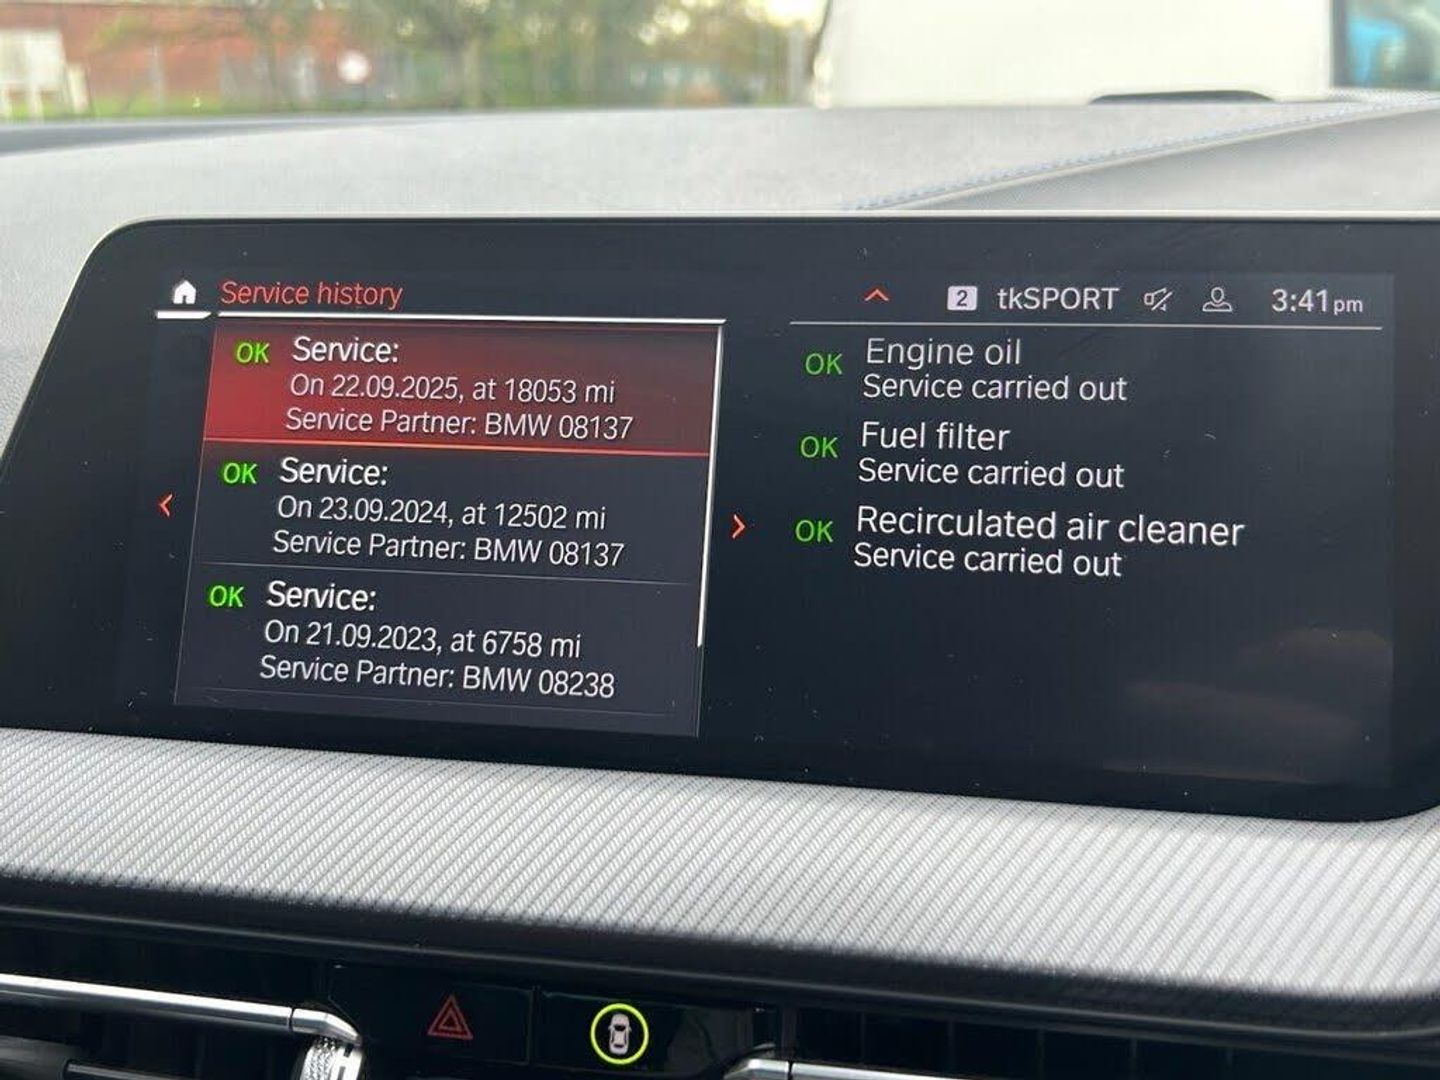 Service history
2 tkSPORT 3:41pm
OK Service:
On 22.09.2025, at 18053 mi
Service Partner: BMW 08137
OK Service:
On 23.09.2024, at 12502 mi
Service Partner: BMW 08137
OK Service:
On 21.09.2023, at 6758 mi
Service Partner: BMW 08238
OK Engine oil
Service carried out
OK Fuel filter
Service carried out
OK Recirculated air cleaner
Service carried out